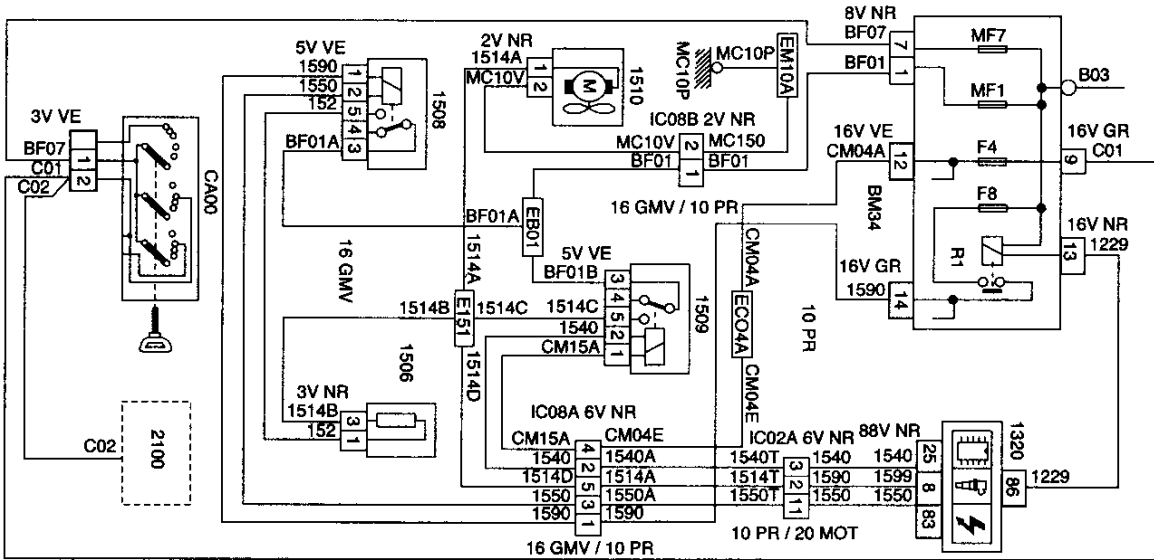 3V VE
BF07
C01
C02
1
2
CA00
2100
C02
5V VE
1590
1550
152
BF01A
1
2
5
4
3
1508
16 GMV
3V NR
1514B
152
3
1
1506
2V NR
1514A
MC10V
1
2
M
1510
MC10P
MC10P
EM10A
IC08B 2V NR
MC10V
BF01
2
1
MC150
BF01
16 GMV / 10 PR
BF01A
EB01
1514A
1514B
E151
1514C
1514D
5V VE
BF01B
1514C
1540
CM15A
3
4
5
2
1
1509
CM04A
ECO4A
CM04E
10 PR
IC08A 6V NR
CM15A
1540
1514D
1550
1590
4
2
5
3
1
CM04E
1540A
1514A
1550A
1590
16 GMV / 10 PR
IC02A 6V NR
1540T
1514T
1550T
3
2
11
1540
1590
1550
10 PR / 20 MOT
88V NR
1540
1599
1550
25
8
83
1320
86
1229
8V NR
BF07
BF01
7
1
MF7
MF1
B03
16V VE
CM04A
12
F4
9
16V GR
C01
BM34
F8
R1
16V NR
1229
13
16V GR
1590
14